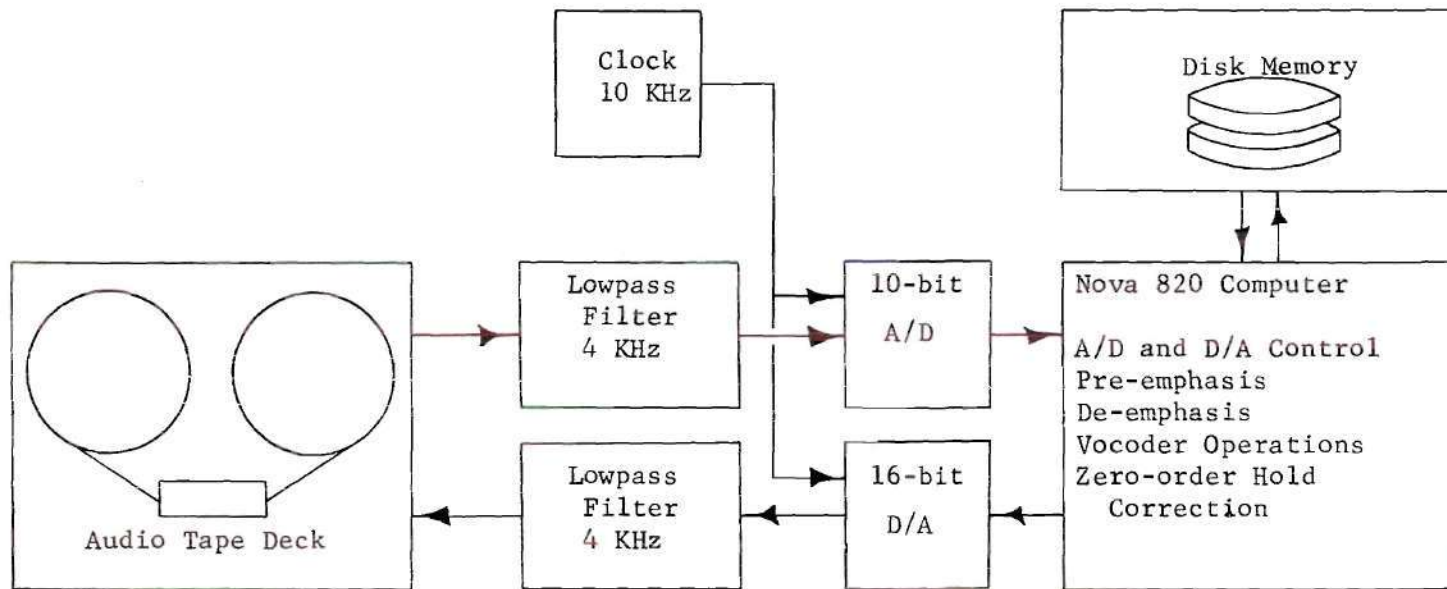 Clock
10 KHz
Disk Memory
Audio Tape Deck
Lowpass
Filter
4 KHz
10-bit
A/D
Nova 820 Computer
A/D and D/A Control
Pre-emphasis
De-emphasis
Vocoder Operations
Zero-order Hold
Correction
Lowpass
Filter
4 KHz
16-bit
D/A